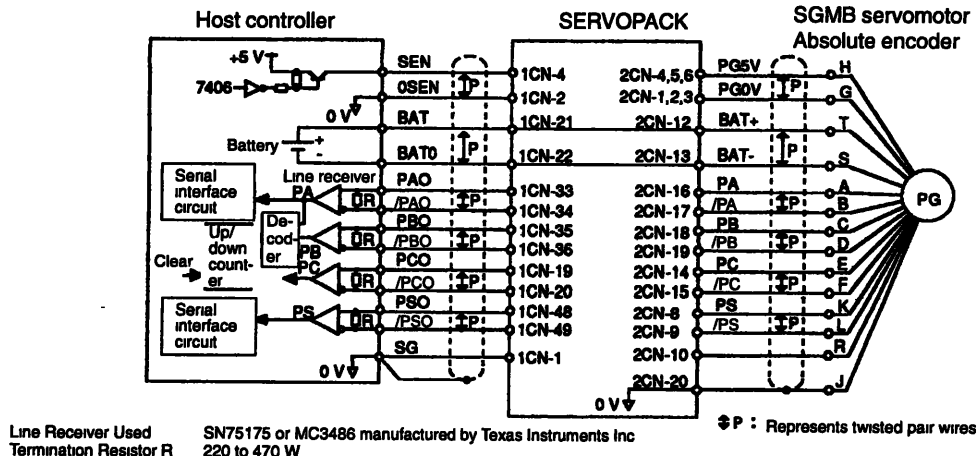 Host controller
SERVOPACK
SGMB servomotor
Absolute encoder
+5 V
7406
0 V
Battery
+
-
Line receiver
Serial
interface
circuit
PA
R
De-
cod-
er
Up/
down
count-
er
Clear
PB
R
PC
R
Serial
interface
circuit
PS
R
0 V
SEN
0SEN
BAT
BAT0
PAO
/PAO
PBO
/PBO
PCO
/PCO
PSO
/PSO
SG
P
P
P
P
P
P
1CN-4
1CN-2
1CN-21
1CN-22
1CN-33
1CN-34
1CN-35
1CN-36
1CN-19
1CN-20
1CN-48
1CN-49
1CN-1
2CN-4,5,6
2CN-1,2,3
2CN-12
2CN-13
2CN-16
2CN-17
2CN-18
2CN-19
2CN-14
2CN-15
2CN-8
2CN-9
2CN-10
2CN-20
0 V
PG5V
PG0V
BAT+
BAT-
PA
/PA
PB
/PB
PC
/PC
PS
/PS
P
P
P
P
P
P
H
G
T
S
A
B
C
D
E
F
K
L
R
J
PG
P : Represents twisted pair wires
Line Receiver Used SN75175 or MC3486 manufactured by Texas Instruments Inc
Termination Resistor R 220 to 470 W